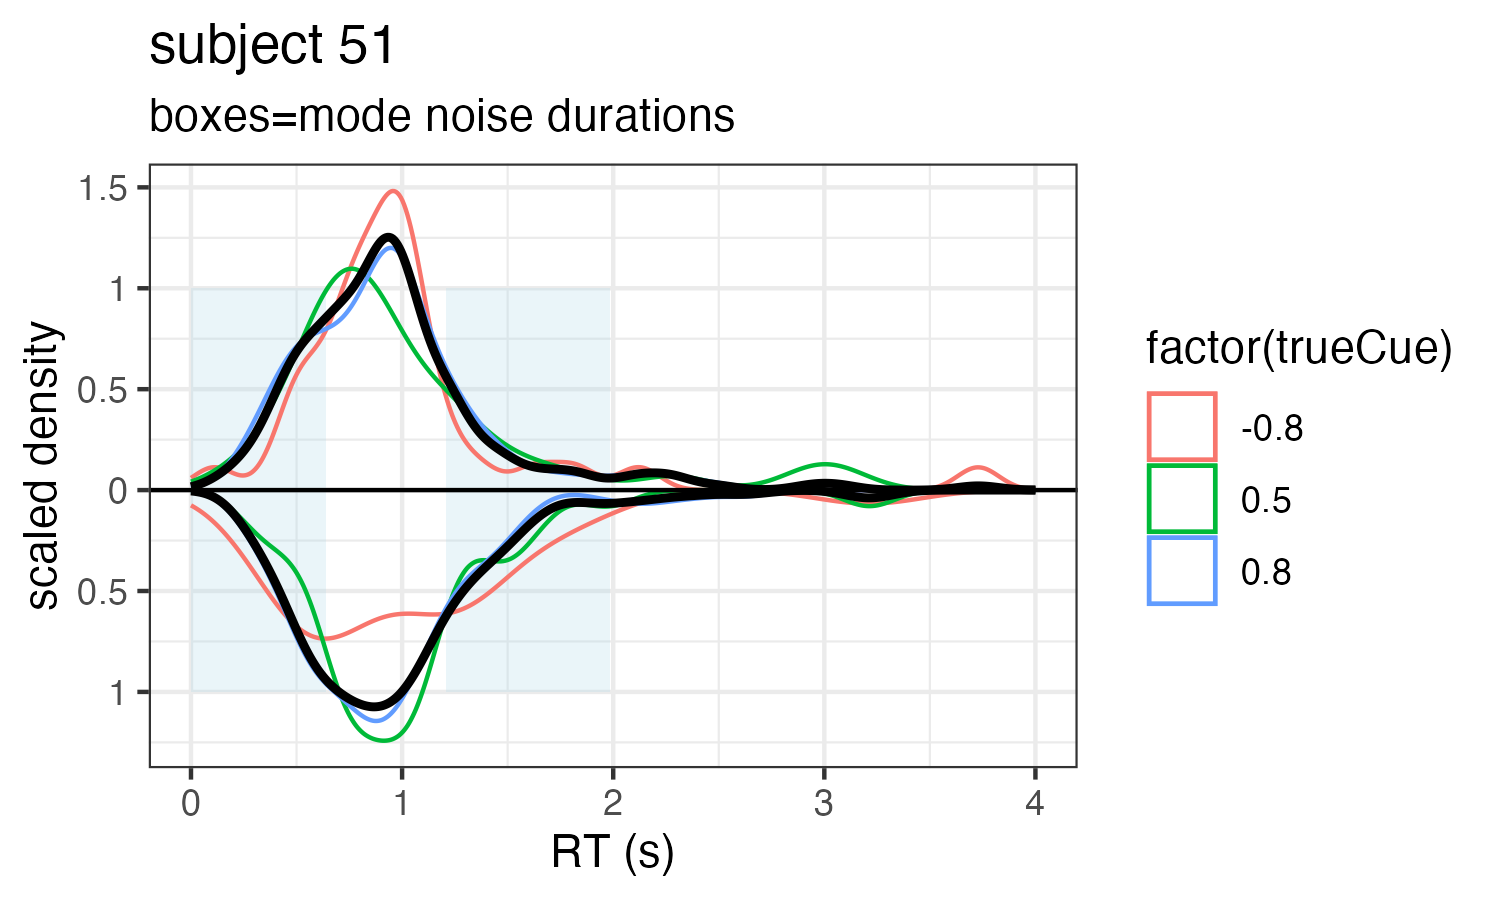 subject 51
boxes=mode noise durations
scaled density
1.5
1
0.5
0
0.5
1
0
1
2
3
4
RT (s)
factor(trueCue)
-0.8
0.5
0.8